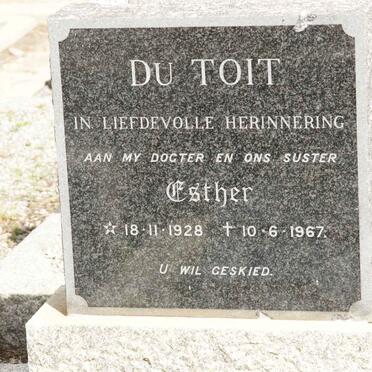 DU TOIT
IN LIEFDEVOLLE HERINNERING
AAN MY DOGTER EN ONS SUSTER
Esther
☆ 18·11·1928 ✝ 10·6·1967.
U WIL GESKIED.